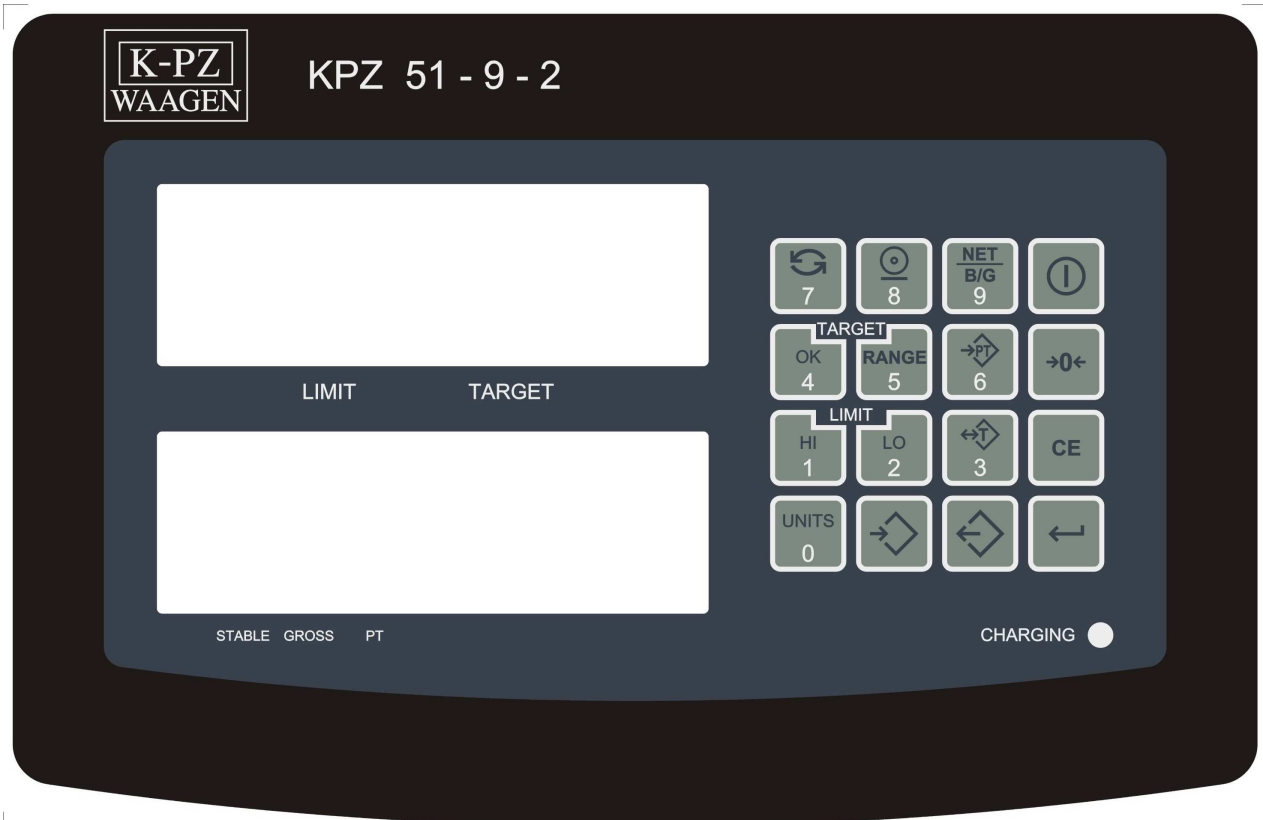 K-PZ
WAAGEN
KPZ 51 - 9 - 2
LIMIT TARGET
STABLE GROSS PT
7
8
NET
B/G
9
TARGET
OK
4
RANGE
5
PT
6
→0←
LIMIT
HI
1
LO
2
T
3
CE
UNITS
0
CHARGING